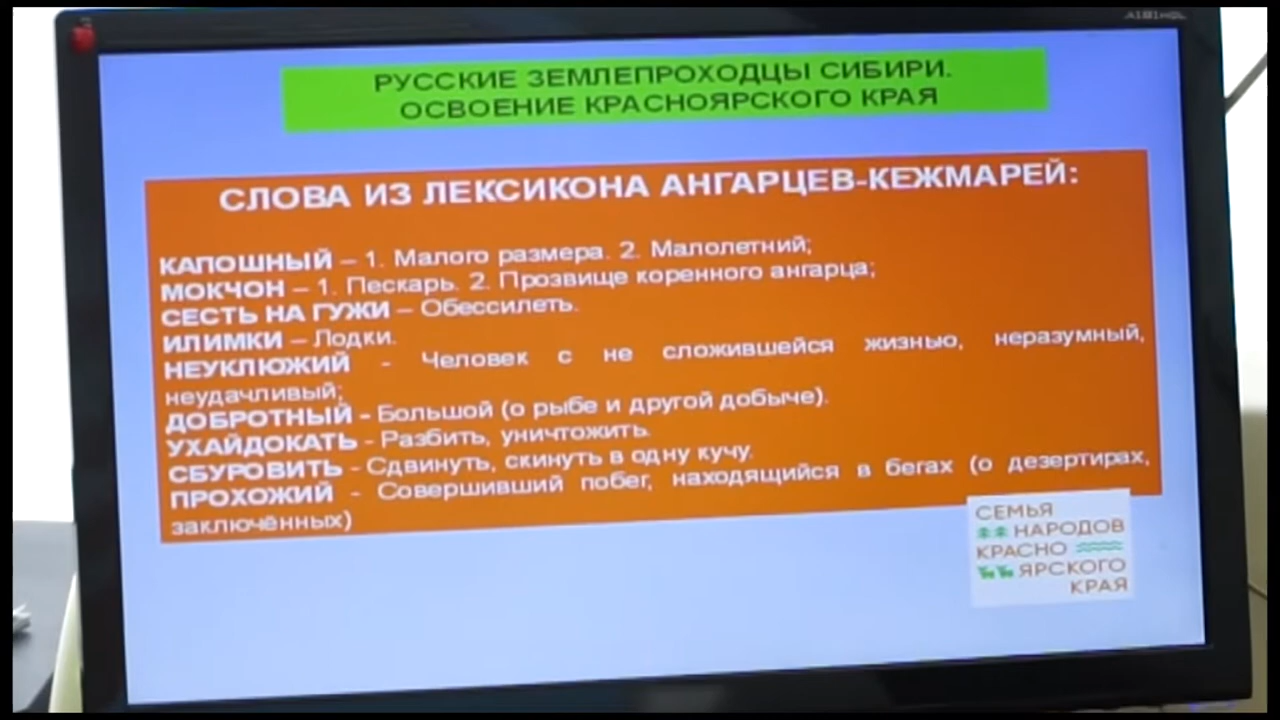 РУССКИЕ ЗЕМЛЕПРОХОДЦЫ СИБИРИ.
ОСВОЕНИЕ КРАСНОЯРСКОГО КРАЯ
СЛОВА ИЗ ЛЕКСИКОНА АНГАРЦЕВ-КЕЖМАРЕЙ:
КАПОШНЫЙ – 1. Малого размера. 2. Малолетний;
МОКЧОН – 1. Пескарь. 2. Прозвище коренного ангарца;
СЕСТЬ НА ГУЖИ – Обессилеть.
ИЛИМКИ – Лодки.
НЕУКЛЮЖИЙ - Человек с не сложившейся жизнью, неразумный,
неудачливый;
ДОБРОТНЫЙ - Большой (о рыбе и другой добыче).
УХАЙДОКАТЬ - Разбить, уничтожить.
СБУРОВИТЬ - Сдвинуть, скинуть в одну кучу.
ПРОХОЖИЙ - Совершивший побег, находящийся в бегах (о дезертирах,
заключённых)
СЕМЬЯ
НАРОДОВ
КРАСНО
ЯРСКОГО
КРАЯ